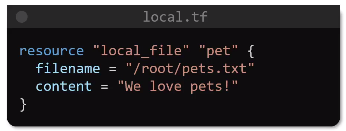 local.tf
resource "local_file" "pet" {
  filename = "/root/pets.txt"
  content = "We love pets!"
}